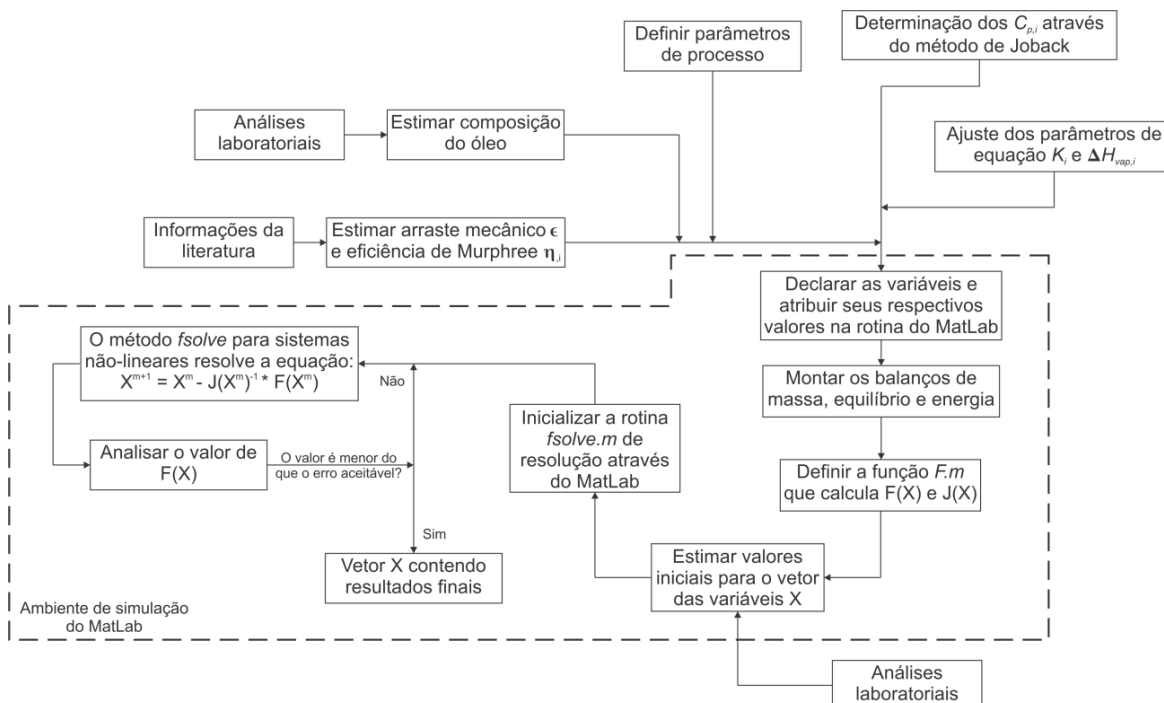 Definir parâmetros
de processo
Determinação dos C_{p,i} através
do método de Joback
Análises
laboratoriais
Estimar composição
do óleo
Ajuste dos parâmetros de
equação K_i e ΔH_{vap,i}
Informações da
literatura
Estimar arraste mecânico ϵ
e eficiência de Murphree η_{,i}
Declarar as variáveis e
atribuir seus respectivos
valores na rotina do MatLab
O método fsolve para sistemas
não-lineares resolve a equação:
X^{m+1} = X^m - J(X^m)^{-1} * F(X^m)
Não
Montar os balanços de
massa, equilíbrio e energia
Inicializar a rotina
fsolve.m de
resolução através
do MatLab
Analisar o valor de
F(X)
O valor é menor do
que o erro aceitável?
Definir a função F.m
que calcula F(X) e J(X)
Sim
Vetor X contendo
resultados finais
Estimar valores
iniciais para o vetor
das variáveis X
Ambiente de simulação
do MatLab
Análises
laboratoriais